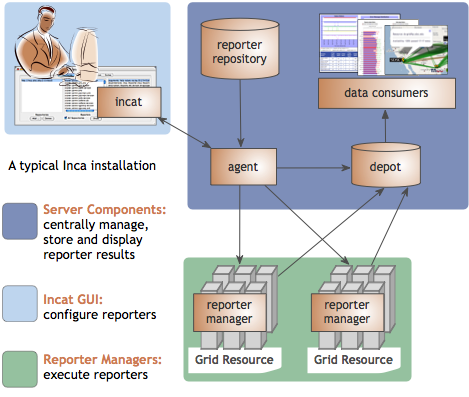 reporter
repository
data consumers
incat
agent
depot
A typical Inca installation
Server Components:
centrally manage,
store and display
reporter results
Incat GUI:
configure reporters
Reporter Managers:
execute reporters
reporter
manager
Grid Resource
reporter
manager
Grid Resource